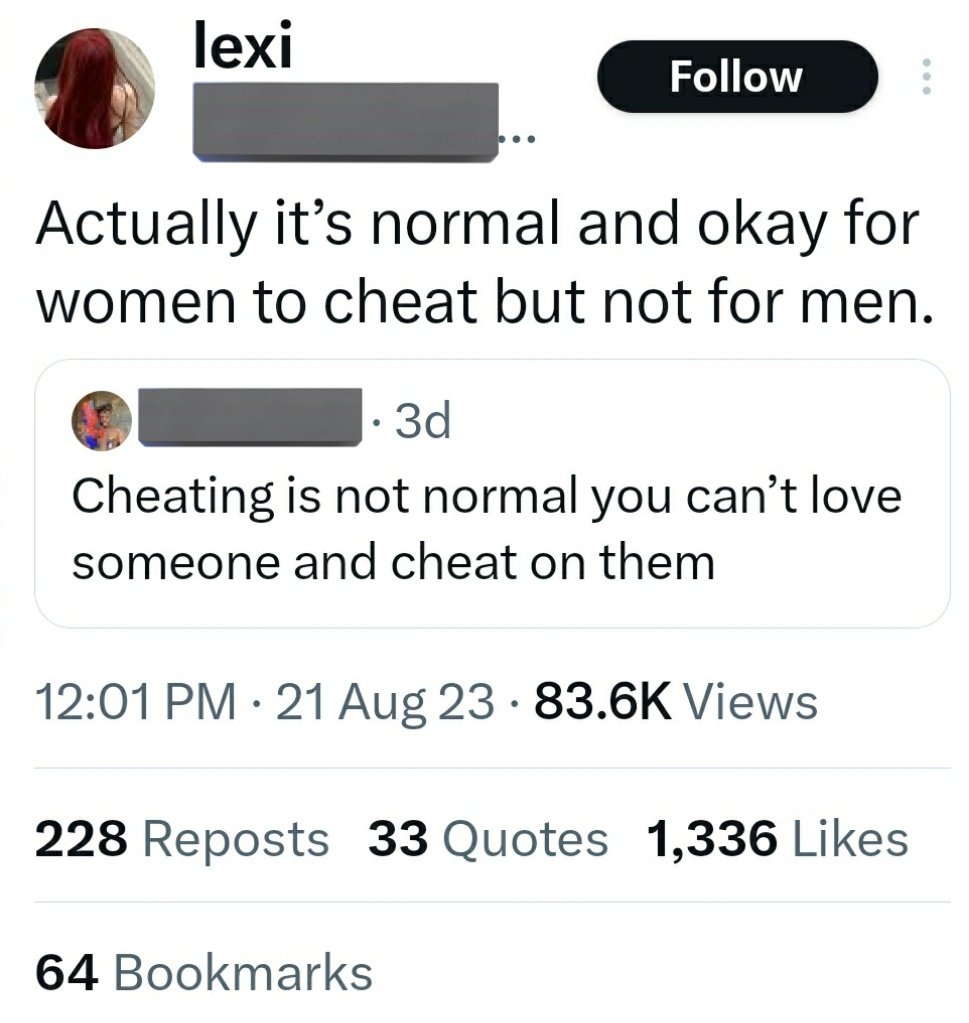 lexi
Follow
...
Actually it’s normal and okay for
women to cheat but not for men.
· 3d
Cheating is not normal you can’t love
someone and cheat on them
12:01 PM · 21 Aug 23 · 83.6K Views
228 Reposts 33 Quotes 1,336 Likes
64 Bookmarks